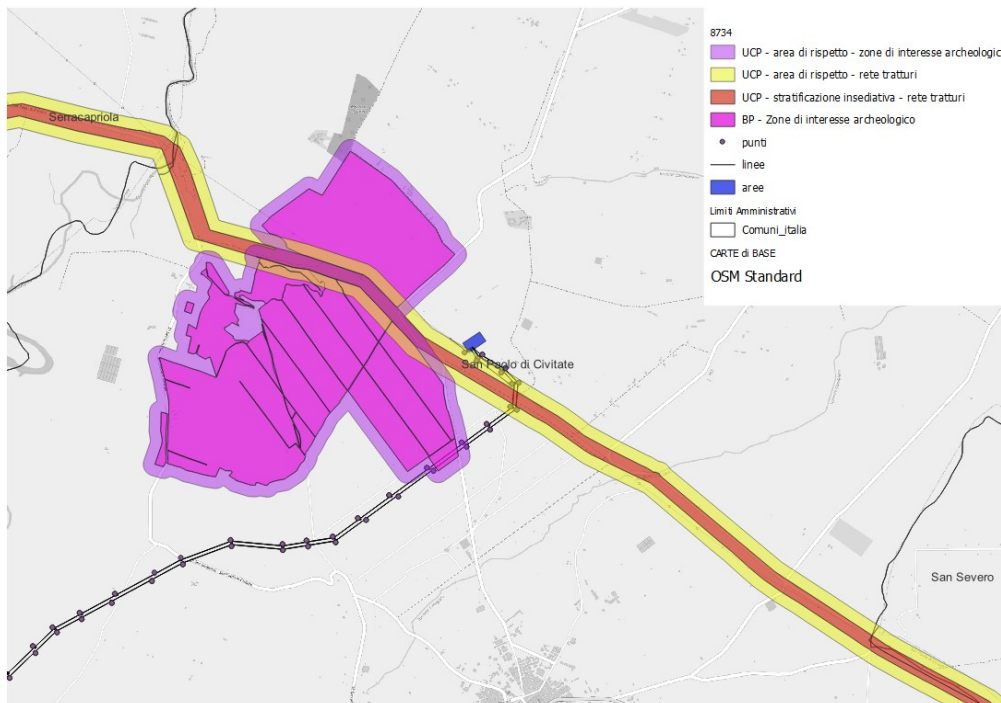 8734
UCP - area di rispetto - zone di interesse archeologic
UCP - area di rispetto - rete tratturi
UCP - stratificazione insediativa - rete tratturi
BP - Zone di interesse archeologico
punti
linee
aree
Limiti Amministrativi
Comuni_italia
CARTE di BASE
OSM Standard
Serracapriola
San Paolo di Civitate
San Severo